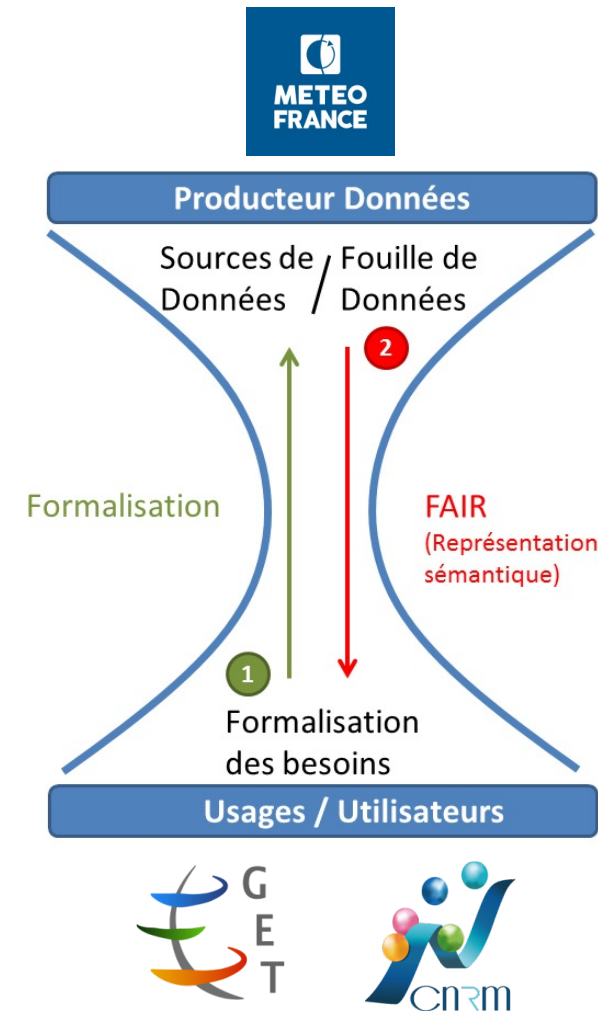 METEO
FRANCE
Producteur Données
Sources de / Fouille de
Données Données
2
Formalisation
FAIR
(Représentation
sémantique)
1
Formalisation
des besoins
Usages / Utilisateurs
G
E
T
CNRM